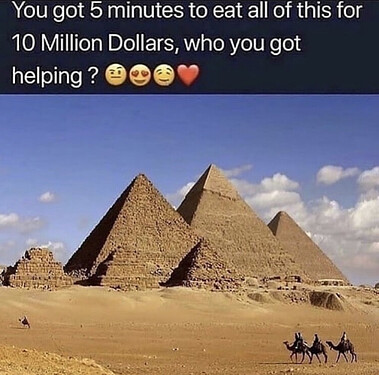 You got 5 minutes to eat all of this for
10 Million Dollars, who you got
helping ? 🤨😍🤤❤️